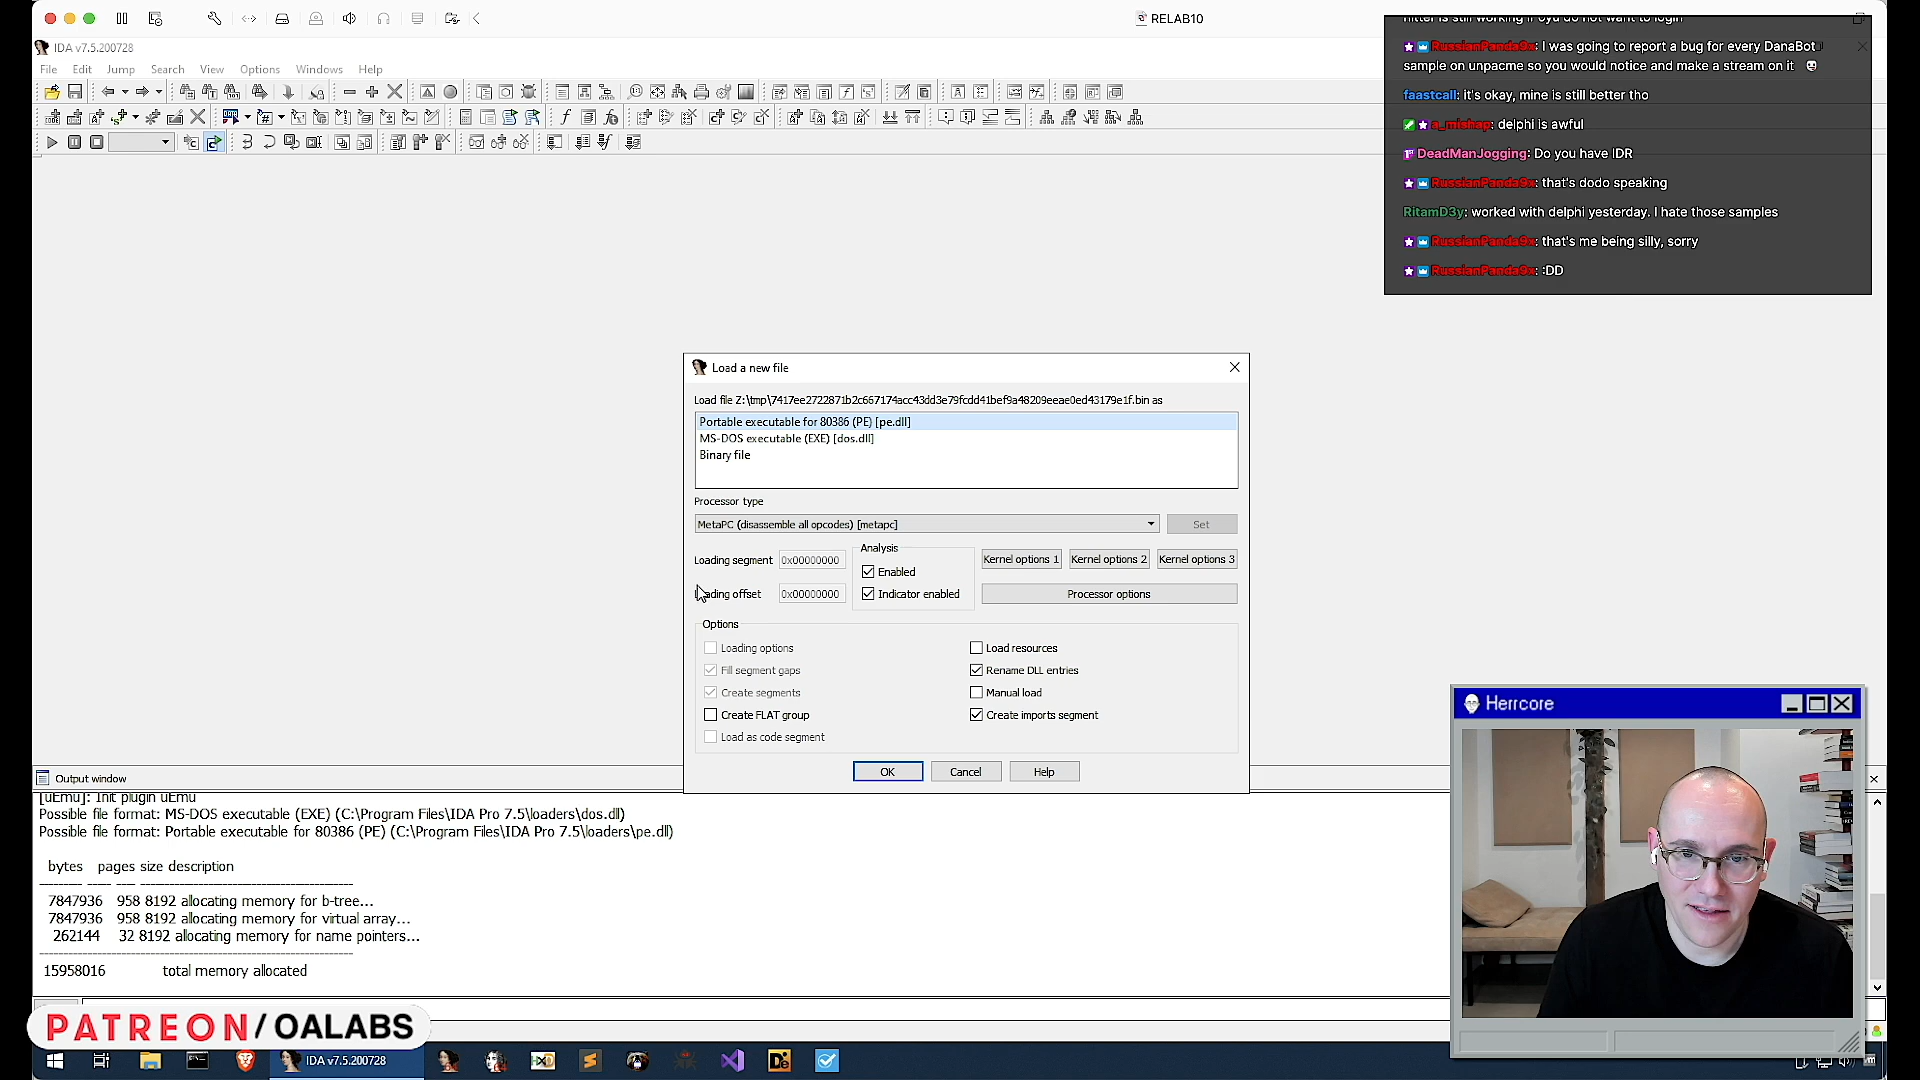 RELAB10
IDA v7.5.200728
File Edit Jump Search View Options Windows Help
RussianPanda9x: I was going to report a bug for every DanaBot
sample on unpacme so you would notice and make a stream on it
faastcall: it's okay, mine is still better tho
a_mishap: delphi is awful
DeadManJogging: Do you have IDR
RussianPanda9x: that's dodo speaking
RitamD3y: worked with delphi yesterday. I hate those samples
RussianPanda9x: that's me being silly, sorry
RussianPanda9x: :DD
Load a new file
Load file Z:\tmp\7417ee2722871b2c667174acc43dd3e79fcdd41bef9a48209eeae0ed43179e1f.bin as
Portable executable for 80386 (PE) [pe.dll]
MS-DOS executable (EXE) [dos.dll]
Binary file
Processor type
MetaPC (disassemble all opcodes) [metapc]
Set
Loading segment 0x00000000
Analysis
Enabled
Kernel options 1 Kernel options 2 Kernel options 3
ading offset 0x00000000
Indicator enabled
Processor options
Options
Loading options
Load resources
Fill segment gaps
Rename DLL entries
Create segments
Manual load
Create FLAT group
Create imports segment
Load as code segment
OK Cancel Help
Herrcore
Output window
[uEmu]: Init plugin uEmu
Possible file format: MS-DOS executable (EXE) (C:\Program Files\IDA Pro 7.5\loaders\dos.dll)
Possible file format: Portable executable for 80386 (PE) (C:\Program Files\IDA Pro 7.5\loaders\pe.dll)
bytes pages size description
--------- ----- ---- --------------------------------------------
7847936 958 8192 allocating memory for b-tree...
7847936 958 8192 allocating memory for virtual array...
262144 32 8192 allocating memory for name pointers...
-----------------------------------------------------------------
15958016 total memory allocated
PATREON/OALABS
IDA v7.5.200728